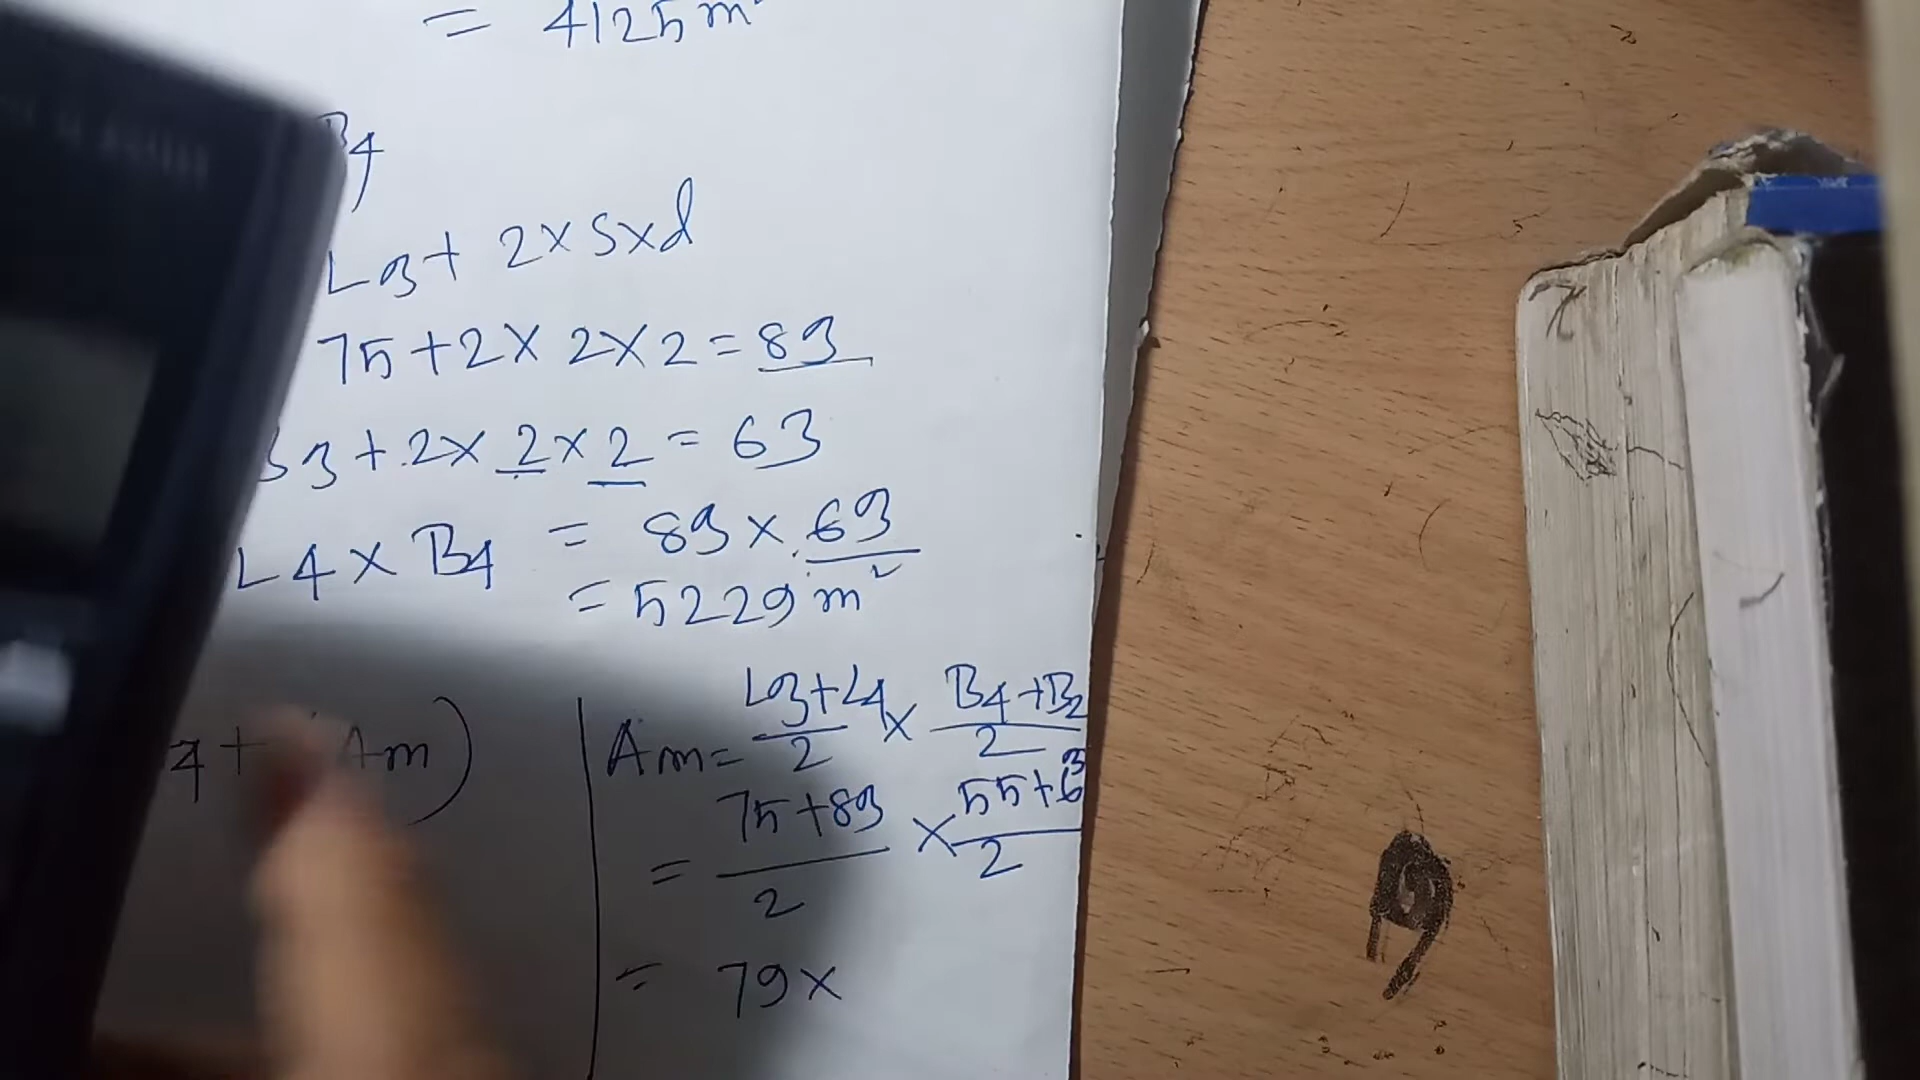 = 4125 m²
B4
L3 + 2 × S × d
75 + 2 × 2 × 2 = 83
B3 + 2 × 2 × 2 = 63
L4 × B4 = 83 × 63
= 5229 m²
4 + Am)
Am = L3+L4/2 × B4+B2/2
= 75+83/2 × 55+63/2
= 79 ×